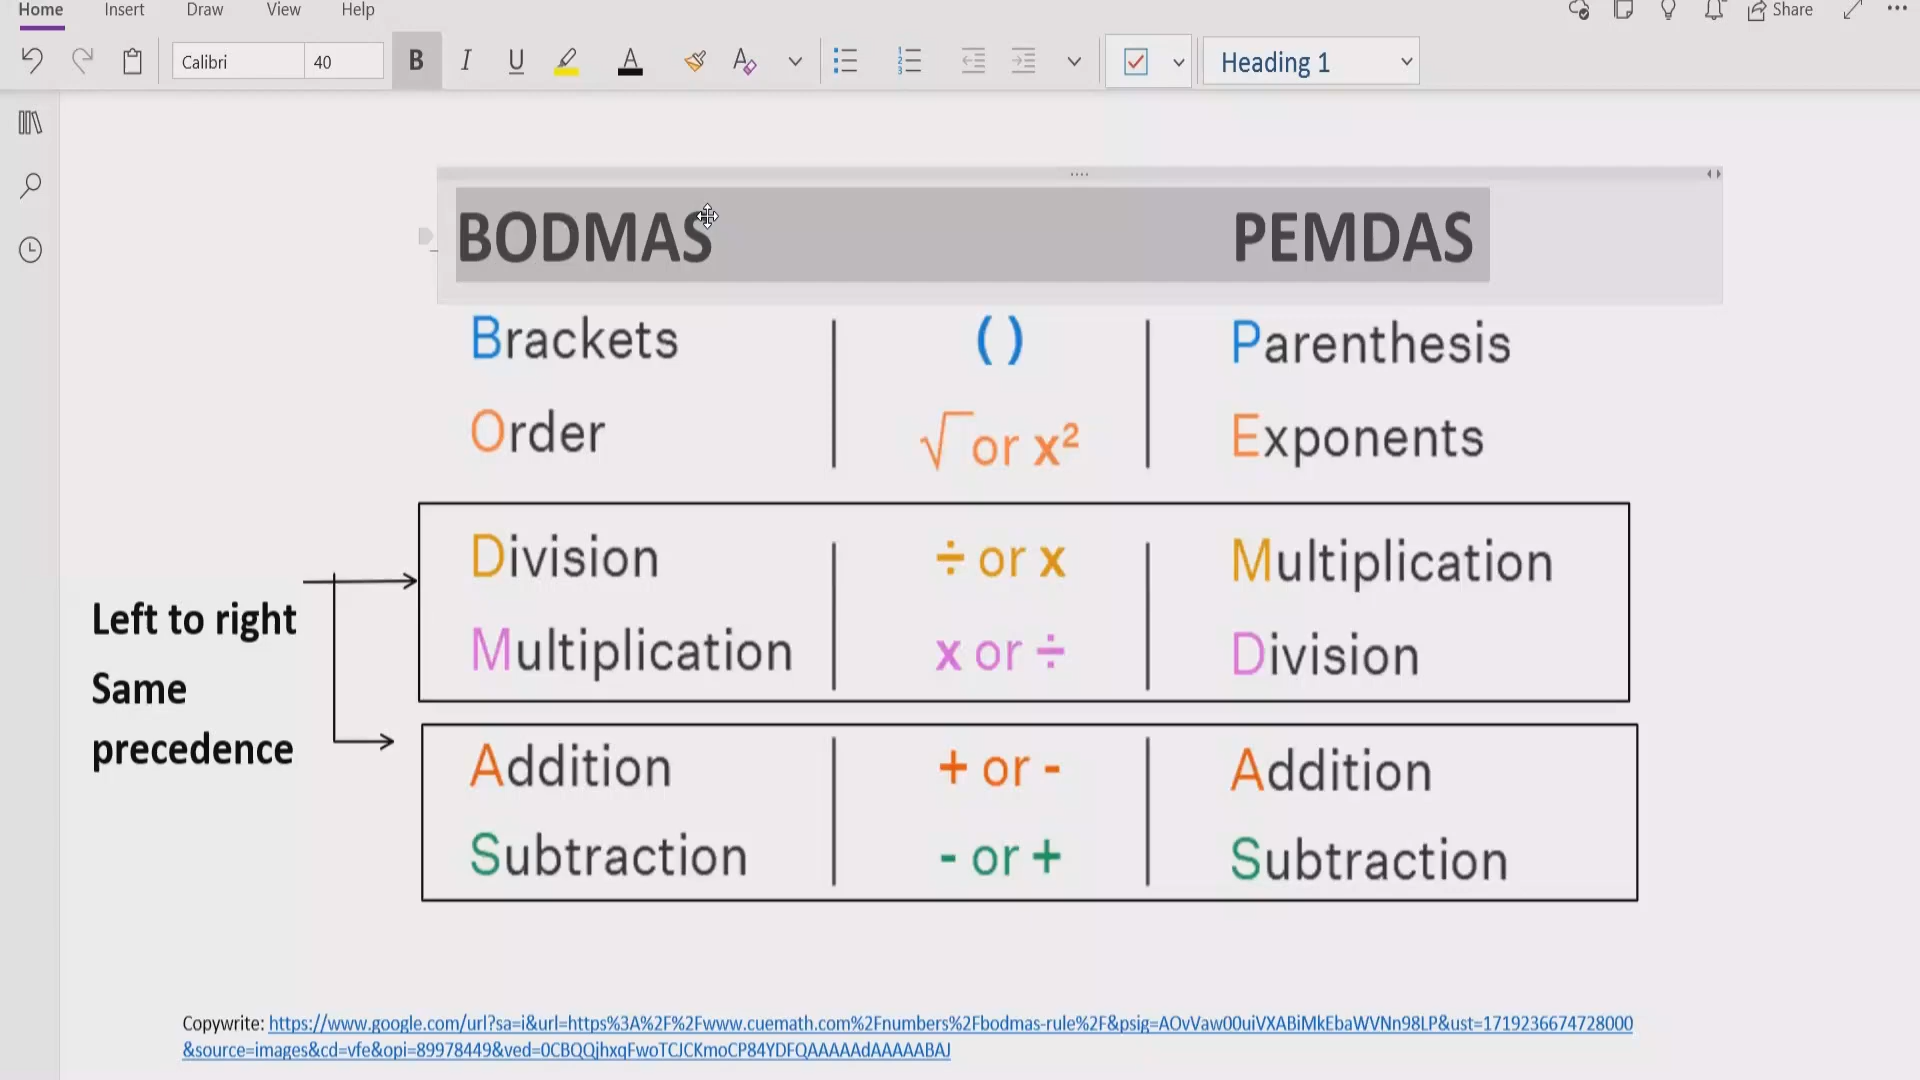 Home Insert Draw View Help
Share
Calibri 40 B I U A A Heading 1
BODMAS PEMDAS
Brackets ( ) Parenthesis
Order √ or x² Exponents
Division ÷ or x Multiplication
Multiplication x or ÷ Division
Left to right
Same
precedence
Addition + or - Addition
Subtraction - or + Subtraction
Copywrite: https://www.google.com/url?sa=i&url=https%3A%2F%2Fwww.cuemath.com%2Fnumbers%2Fbodmas-rule%2F&psig=AOvVaw00uiVXABiMkEbaWVNn98LP&ust=1719236674728000
&source=images&cd=vfe&opi=89978449&ved=0CBQQjhxqFwoTCJCKmoCP84YDFQAAAAAdAAAAABAJ